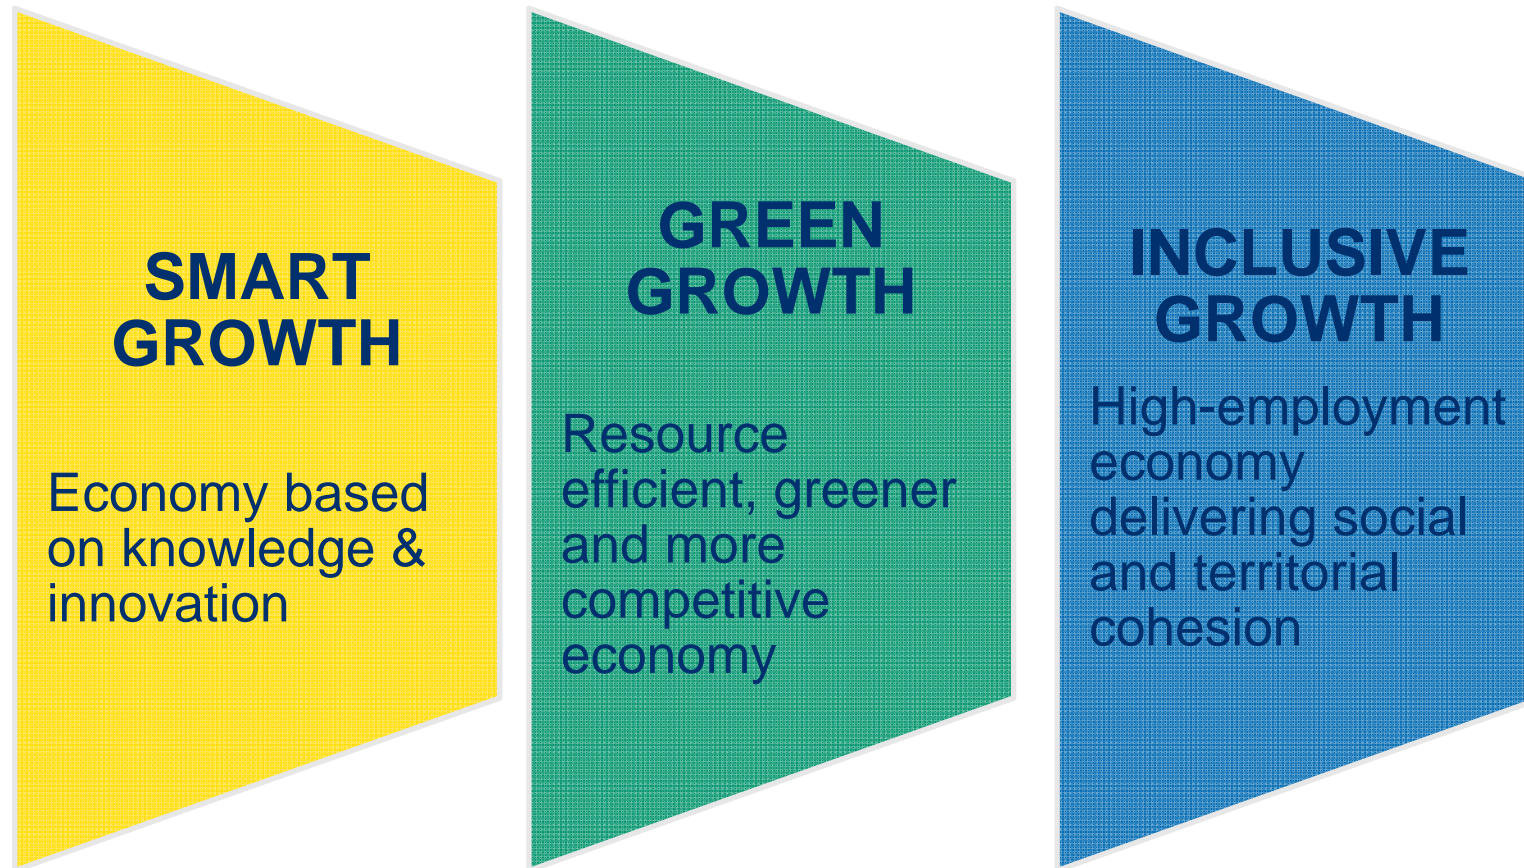 SMART
GROWTH
Economy based
on knowledge &
innovation
GREEN
GROWTH
Resource
efficient, greener
and more
competitive
economy
INCLUSIVE
GROWTH
High-employment
economy
delivering social
and territorial
cohesion